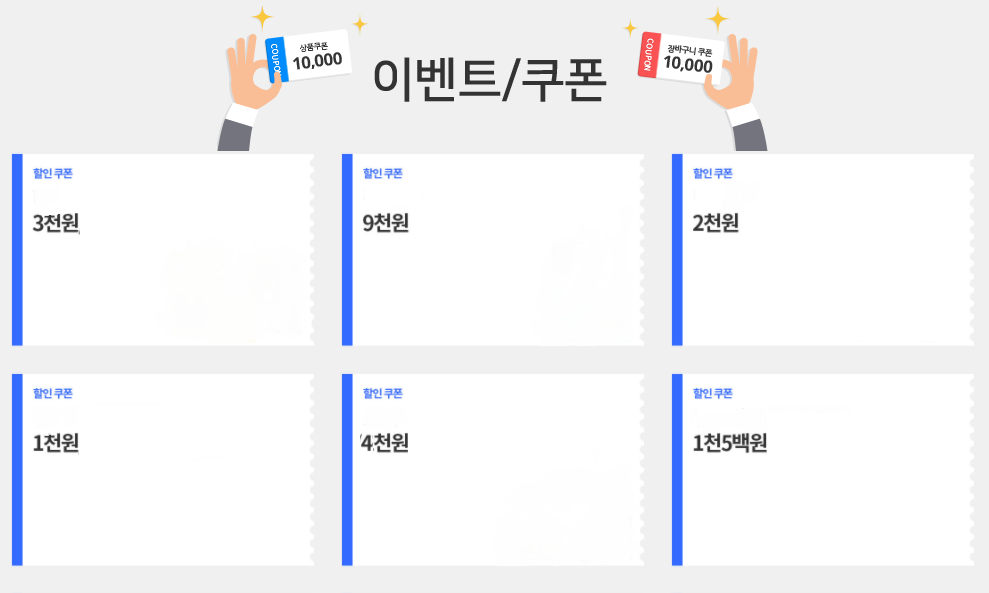 COUPON
상품쿠폰
10,000
이벤트/쿠폰
COUPON
장바구니 쿠폰
10,000
할인 쿠폰
3천원
할인 쿠폰
9천원
할인 쿠폰
2천원
할인 쿠폰
1천원
할인 쿠폰
4천원
할인 쿠폰
1천5백원